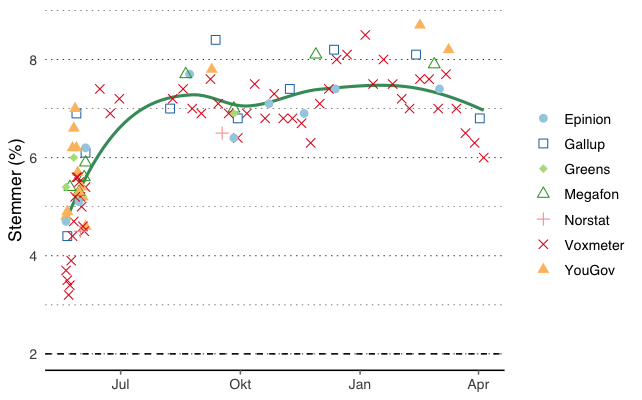 Stemmer (%)
8
6
4
2
Jul
Okt
Jan
Apr
Epinion
Gallup
Greens
Megafon
Norstat
Voxmeter
YouGov